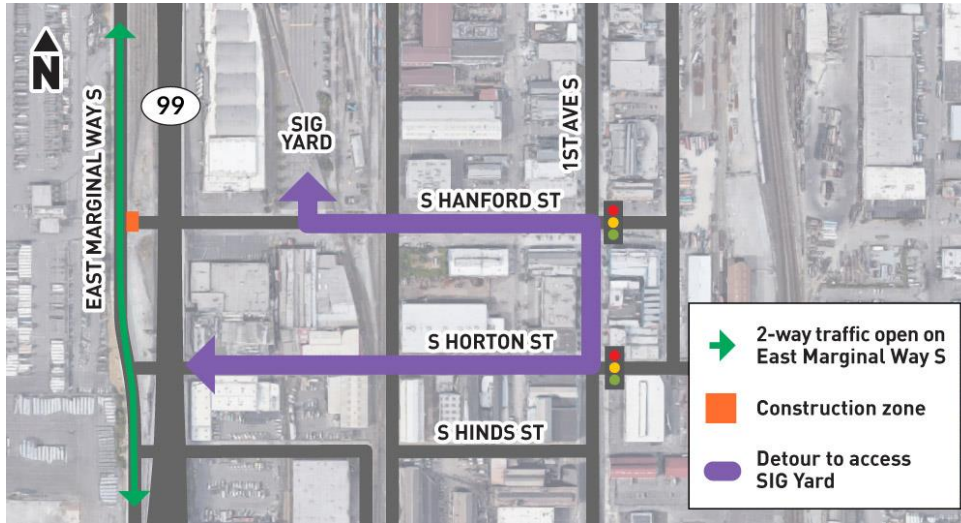 N
EAST MARGINAL WAY S
99
SIG
YARD
1ST AVE S
S HANFORD ST
S HORTON ST
S HINDS ST
2-way traffic open on
East Marginal Way S
Construction zone
Detour to access
SIG Yard